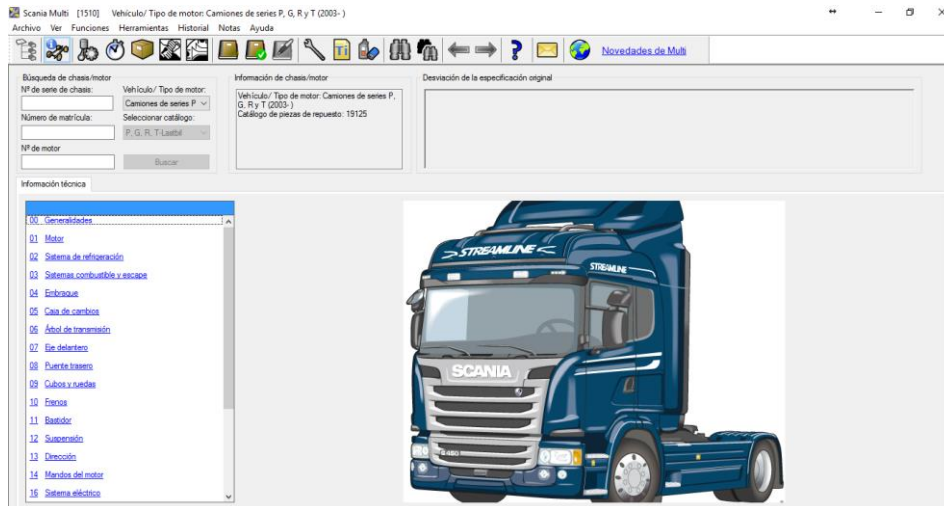 Scania Multi [1510] Vehículo/ Tipo de motor: Camiones de series P, G, R y T (2003- )
Archivo Ver Funciones Herramientas Historial Notas Ayuda
Novedades de Multi
Búsqueda de chasis/motor
Nº de serie de chasis:
Vehículo/ Tipo de motor:
Camiones de series P
Número de matrícula:
Seleccionar catálogo:
P, G, R, T-Lastbil
Nº de motor
Buscar
Información de chasis/motor
Vehículo/ Tipo de motor: Camiones de series P,
G, R y T (2003- )
Catálogo de piezas de repuesto: 19125
Desviación de la especificación original
Información técnica
00 Generalidades
01 Motor
02 Sistema de refrigeración
03 Sistemas combustible y escape
04 Embrague
05 Caja de cambios
06 Árbol de transmisión
07 Eje delantero
08 Puente trasero
09 Cubos y ruedas
10 Frenos
11 Bastidor
12 Suspensión
13 Dirección
14 Mandos del motor
16 Sistema eléctrico
STREAMLINE
STREAMLINE
SCANIA
Ti